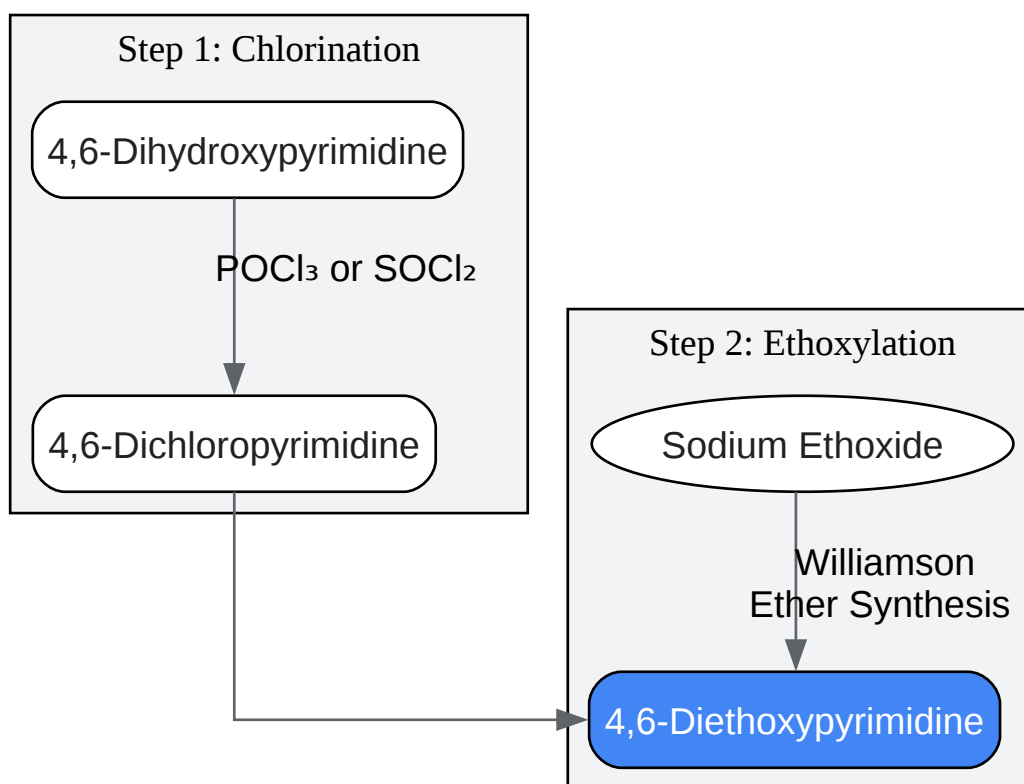 Step 1: Chlorination
4,6-Dihydroxypyrimidine
POCl₃ or SOCl₂
4,6-Dichloropyrimidine
Step 2: Ethoxylation
Sodium Ethoxide
Williamson
Ether Synthesis
4,6-Diethoxypyrimidine